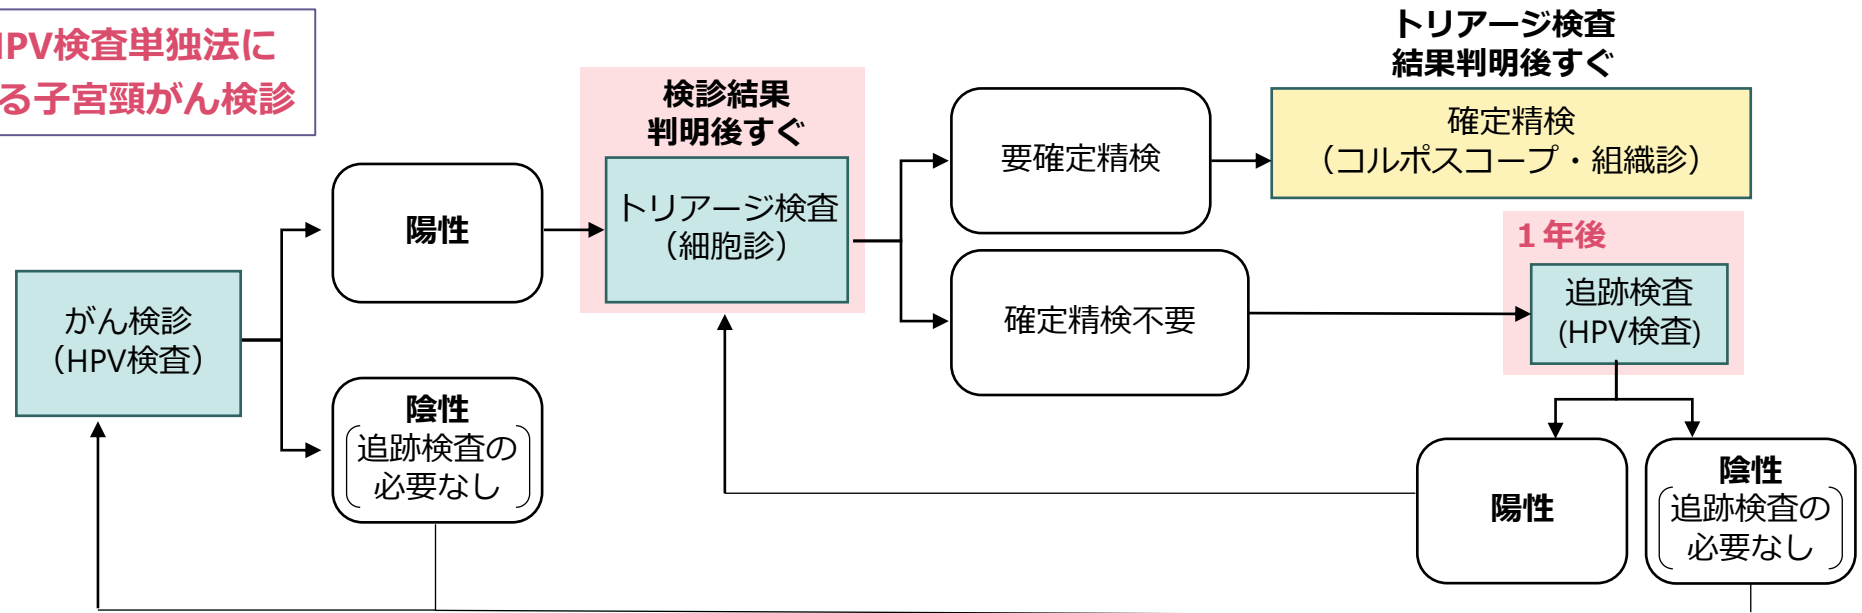 HPV検査単独法に
る子宮頸がん検診
がん検診
（HPV検査）
陽性
陰性
追跡検査の
必要なし
検診結果
判明後すぐ
トリアージ検査
（細胞診）
要確定精検
確定精検不要
トリアージ検査
結果判明後すぐ
確定精検
（コルポスコープ・組織診）
１年後
追跡検査
(HPV検査)
陽性
陰性
追跡検査の
必要なし